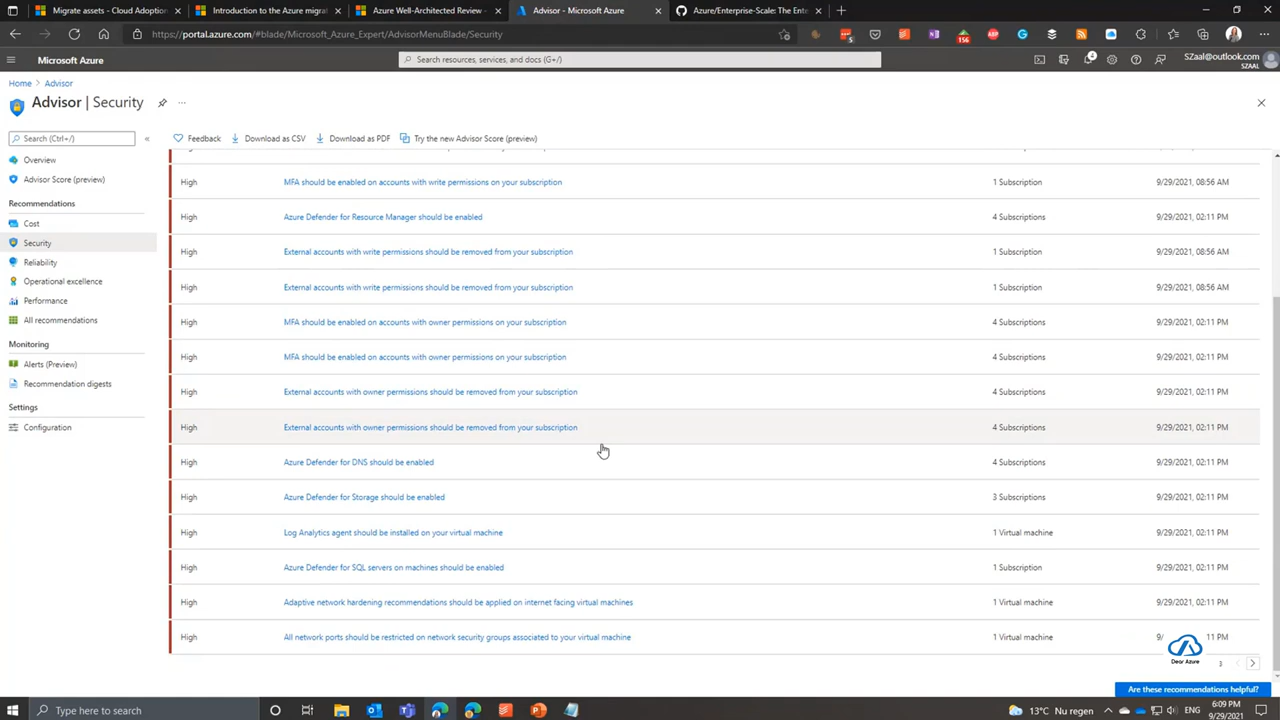 Migrate assets - Cloud Adoption
Introduction to the Azure migrat
Azure Well-Architected Review -
Advisor - Microsoft Azure
Azure/Enterprise-Scale: The Ente
https://portal.azure.com/#blade/Microsoft_Azure_Expert/AdvisorMenuBlade/Security
Microsoft Azure
Search resources, services, and docs (G+/)
SZaal@outlook.com
SZAAL
Home > Advisor
Advisor | Security
Search (Ctrl+/)
Feedback
Download as CSV
Download as PDF
Try the new Advisor Score (preview)
Overview
Advisor Score (preview)
Recommendations
Cost
Security
Reliability
Operational excellence
Performance
All recommendations
Monitoring
Alerts (Preview)
Recommendation digests
Settings
Configuration
High MFA should be enabled on accounts with write permissions on your subscription 1 Subscription 9/29/2021, 08:56 AM
High Azure Defender for Resource Manager should be enabled 4 Subscriptions 9/29/2021, 02:11 PM
High External accounts with write permissions should be removed from your subscription 1 Subscription 9/29/2021, 08:56 AM
High External accounts with write permissions should be removed from your subscription 1 Subscription 9/29/2021, 08:56 AM
High MFA should be enabled on accounts with owner permissions on your subscription 4 Subscriptions 9/29/2021, 02:11 PM
High MFA should be enabled on accounts with owner permissions on your subscription 4 Subscriptions 9/29/2021, 02:11 PM
High External accounts with owner permissions should be removed from your subscription 4 Subscriptions 9/29/2021, 02:11 PM
High External accounts with owner permissions should be removed from your subscription 4 Subscriptions 9/29/2021, 02:11 PM
High Azure Defender for DNS should be enabled 4 Subscriptions 9/29/2021, 02:11 PM
High Azure Defender for Storage should be enabled 3 Subscriptions 9/29/2021, 02:11 PM
High Log Analytics agent should be installed on your virtual machine 1 Virtual machine 9/29/2021, 02:11 PM
High Azure Defender for SQL servers on machines should be enabled 1 Subscription 9/29/2021, 02:11 PM
High Adaptive network hardening recommendations should be applied on internet facing virtual machines 1 Virtual machine 9/29/2021, 02:11 PM
High All network ports should be restricted on network security groups associated to your virtual machine 1 Virtual machine 9/ 11 PM
Dear Azure
3
Are these recommendations helpful?
Type here to search
13°C Nu regen
ENG
6:09 PM
9/29/2021